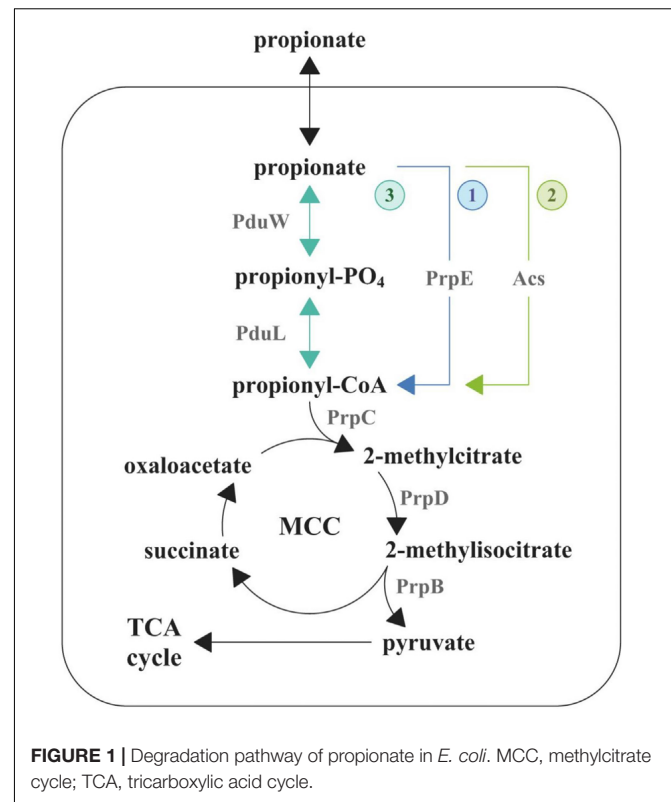 propionate
propionate
3
1
2
PduW
propionyl-PO₄
PrpE
Acs
PduL
propionyl-CoA
PrpC
oxaloacetate
2-methylcitrate
PrpD
MCC
succinate
2-methylisocitrate
PrpB
TCA
cycle
pyruvate
FIGURE 1 | Degradation pathway of propionate in E. coli. MCC, methylcitrate
cycle; TCA, tricarboxylic acid cycle.